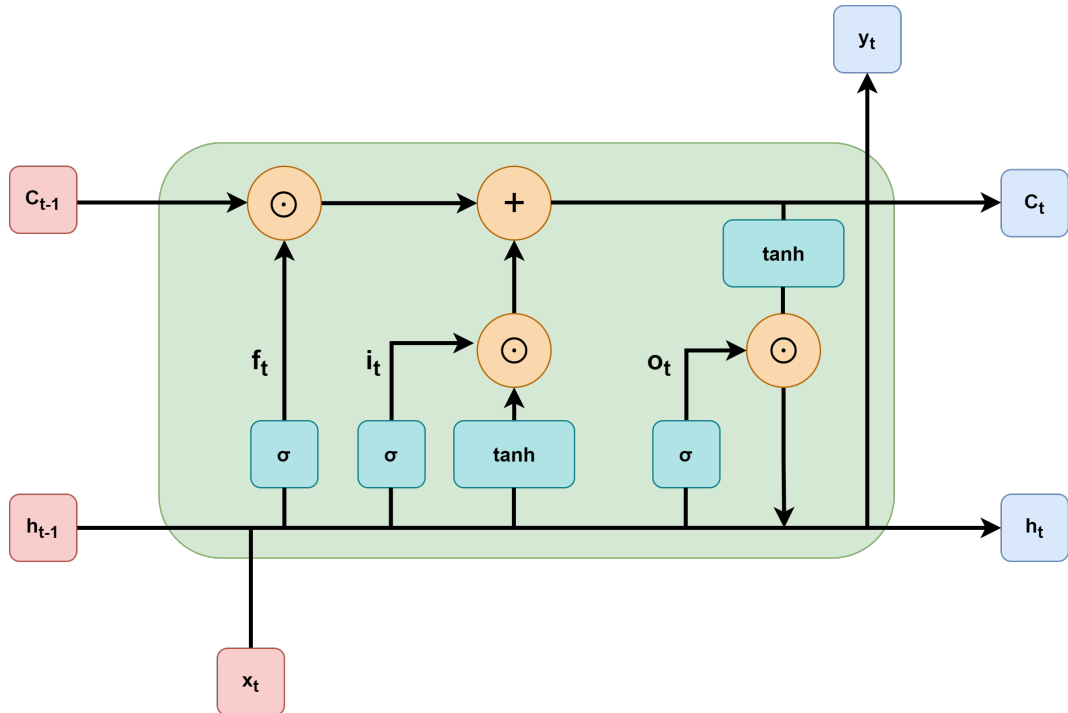 yₜ
Cₜ₋₁
⊙
+
Cₜ
tanh
fₜ
iₜ
⊙
oₜ
⊙
σ
σ
tanh
σ
hₜ₋₁
hₜ
xₜ